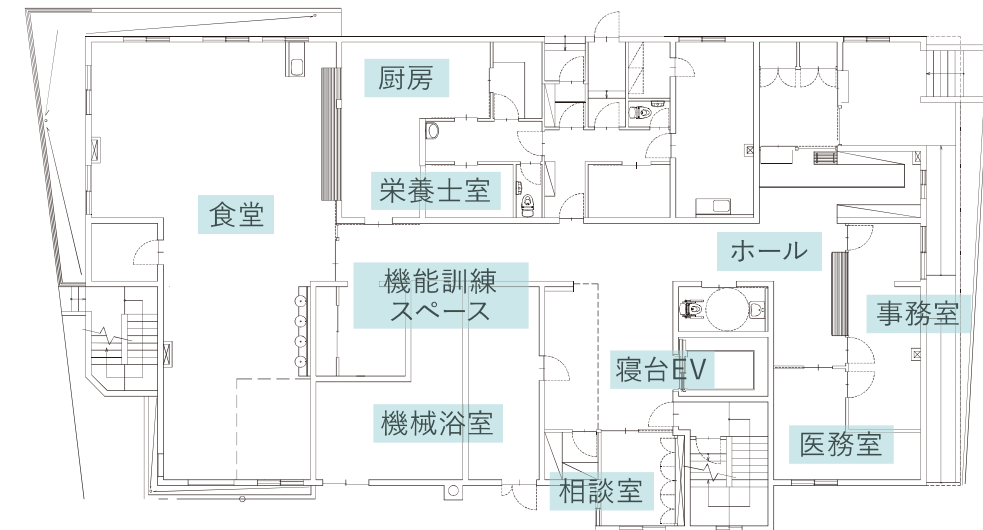 厨房
栄養士室
食堂
ホール
機能訓練
スペース
事務室
寝台EV
機械浴室
医務室
相談室